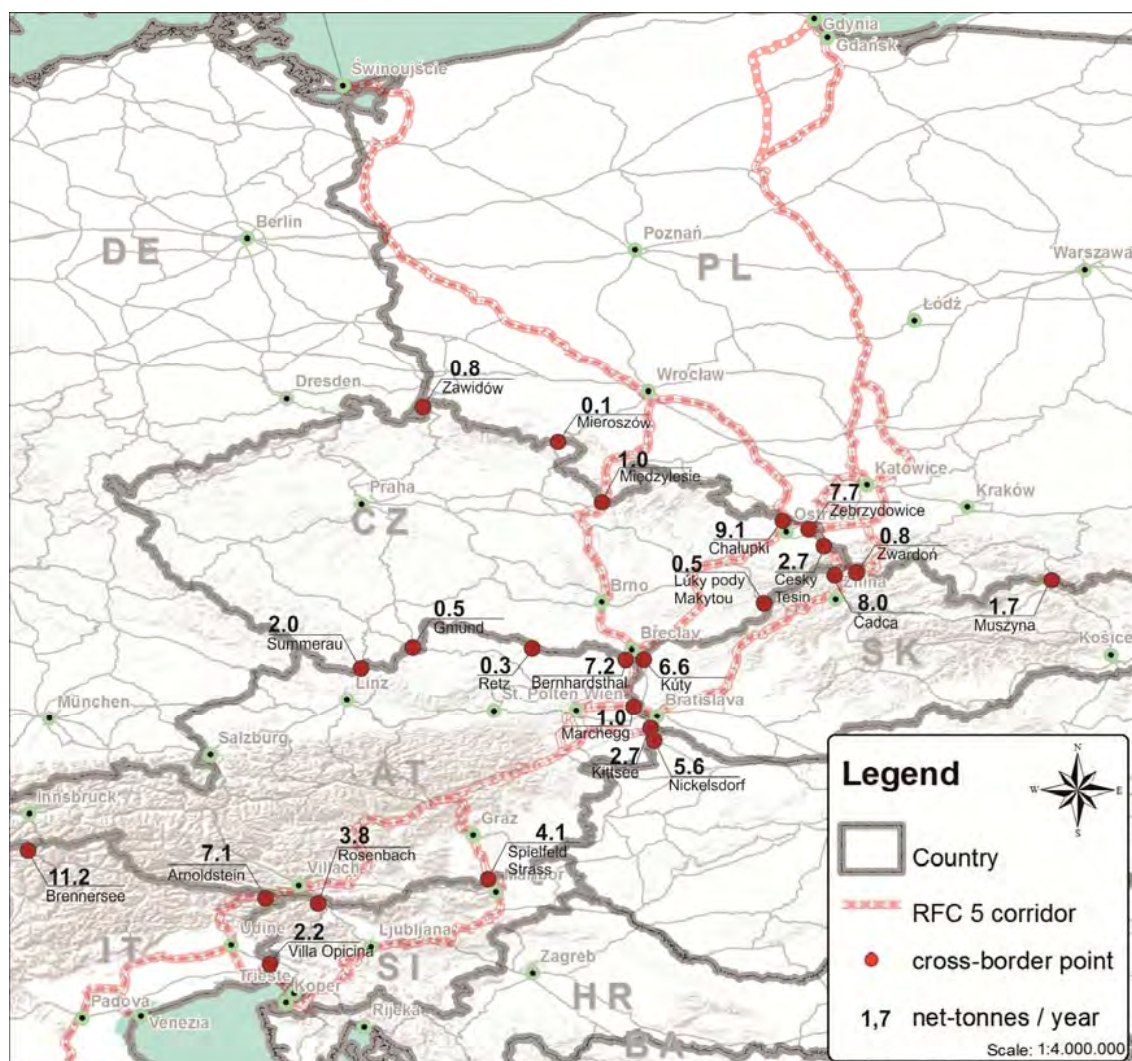 Gdynia
Gdańsk
Świnoujście
Berlin
DE
Poznań
PL
Warszawa
Łódź
Dresden
0.8
Zawidów
Wrocław
0.1
Mieroszów
1.0
Międzylesie
Katowice
Kraków
Praha
CZ
7.7
Zebrzydowice
9.1
Chałupki
Ostrava
0.8
Zwardoń
2.7
Cesky
Tesin
0.5
Lúky pody
Makytou
Žilina
8.0
Cadca
1.7
Muszyna
Brno
Košice
SK
0.5
Gmünd
2.0
Summerau
Břeclav
0.3
Retz
7.2
Bernhardsthal
6.6
Kúty
Linz
St. Pölten
Wien
Bratislava
München
1.0
Marchegg
Salzburg
2.7
Kittsee
5.6
Nickelsdorf
AT
Innsbruck
Graz
4.1
Spielfeld
Strass
3.8
Rosenbach
7.1
Arnoldstein
Villach
11.2
Brennersee
Maribor
IT
Udine
2.2
Villa Opicina
Ljubljana
SI
Trieste
Koper
Zagreb
HR
Padova
Venezia
Rijeka
BA
Legend
N
W
E
S
Country
RFC 5 corridor
cross-border point
1,7 net-tonnes / year
Scale: 1:4.000.000